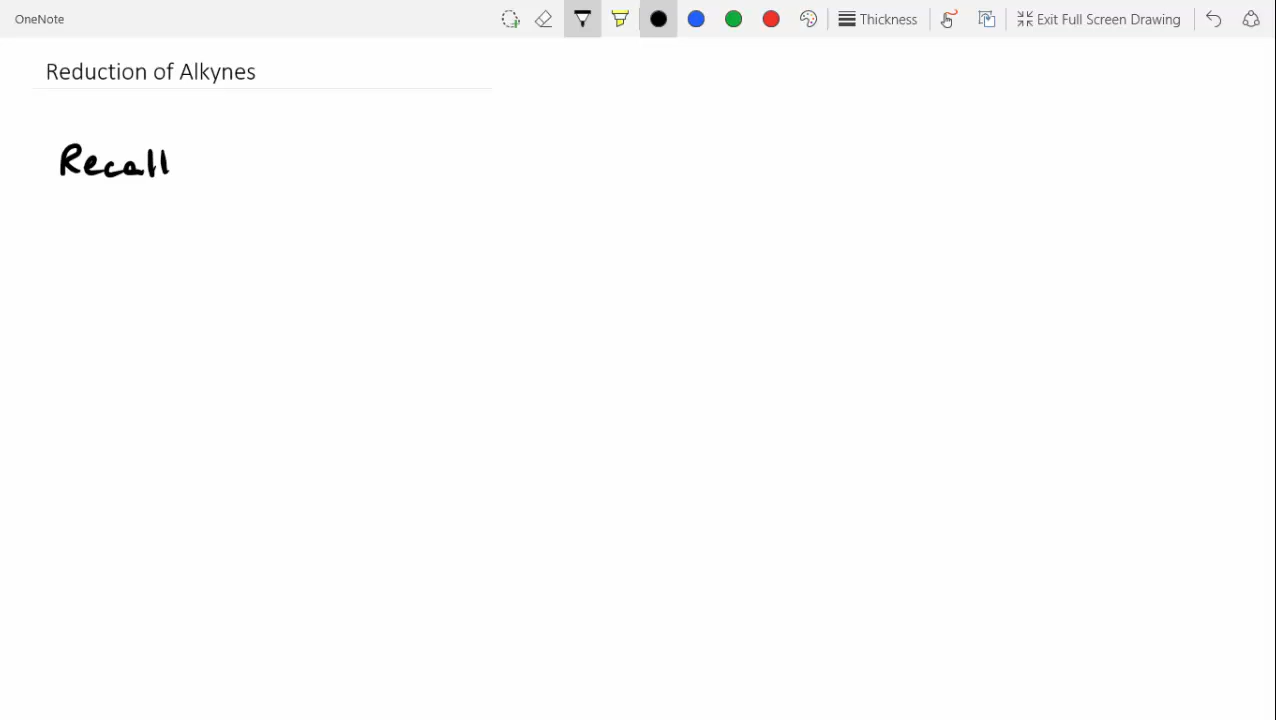 OneNote
Thickness
Exit Full Screen Drawing
Reduction of Alkynes
Recall